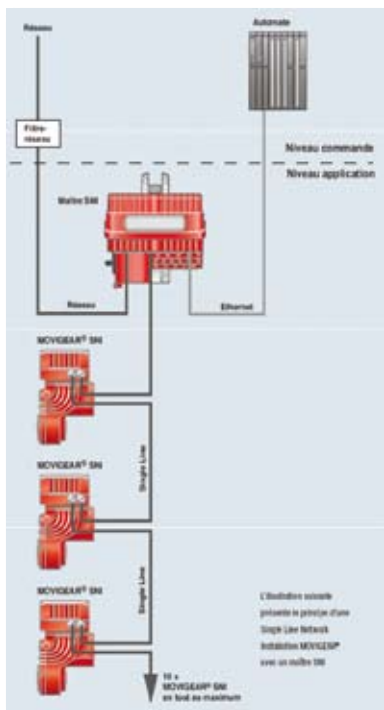 Réseau
Automate
Filtre-
réseau
Niveau commande
Niveau application
Maître SNI
Réseau
Ethernet
MOVIGEAR® SNI
Single Line
MOVIGEAR® SNI
Single Line
MOVIGEAR® SNI
L'illustration suivante
présente le principe d'une
Single Line Network
Installation MOVIGEAR®
avec un maître SNI
10 x
MOVIGEAR® SNI
en tout au maximum